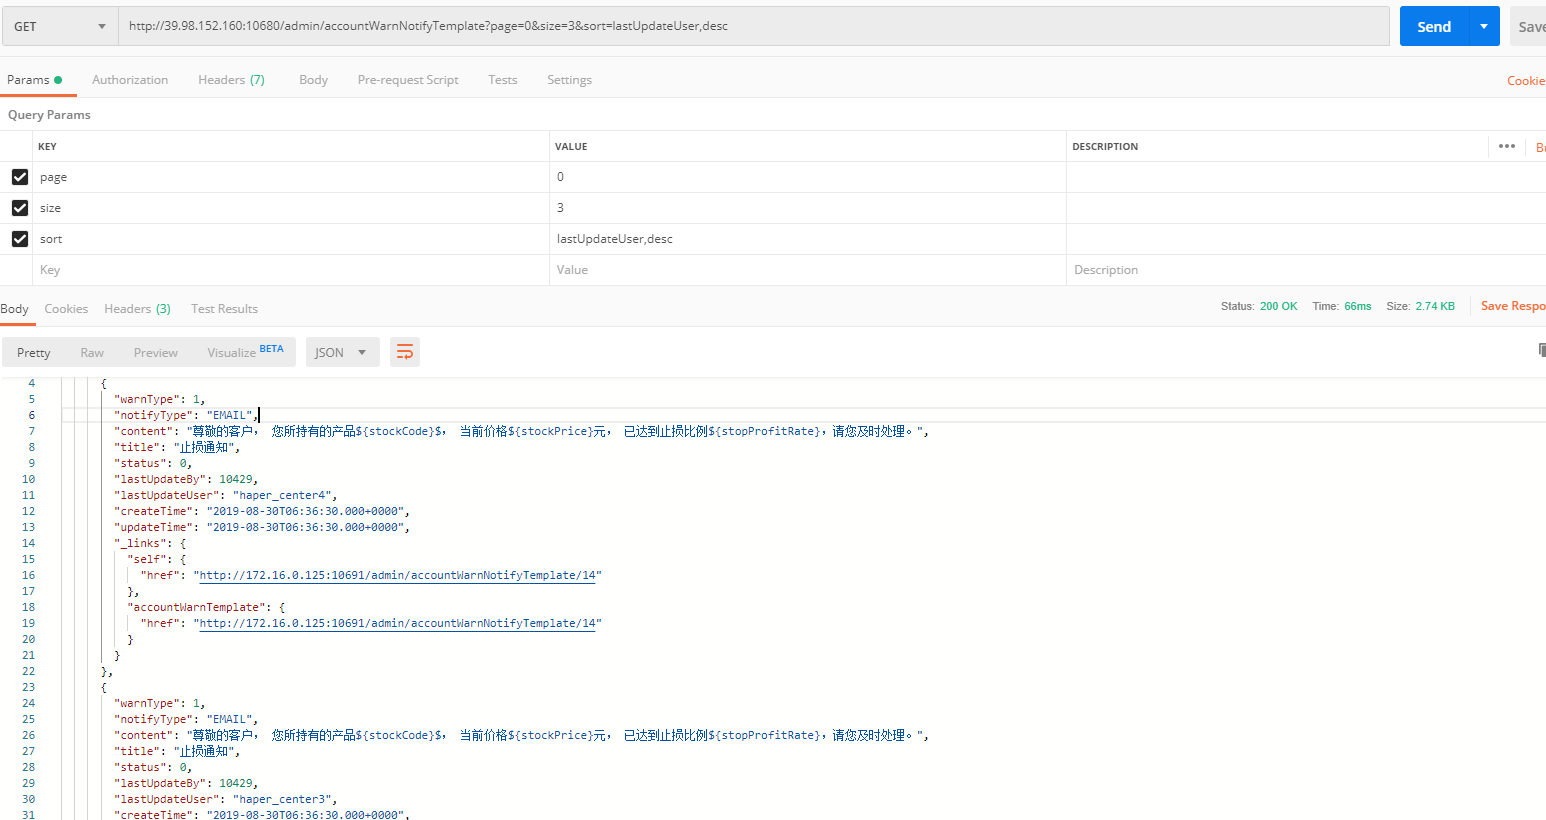 GET http://39.98.152.160:10680/admin/accountWarnNotifyTemplate?page=0&size=3&sort=lastUpdateUser,desc Send Save
Params Authorization Headers (7) Body Pre-request Script Tests Settings Cookie
Query Params
KEY VALUE DESCRIPTION ••• Bu
page 0
size 3
sort lastUpdateUser,desc
Key Value Description
Body Cookies Headers (3) Test Results Status: 200 OK Time: 66ms Size: 2.74 KB Save Respo
Pretty Raw Preview Visualize BETA JSON
4 {
5 "warnType": 1,
6 "notifyType": "EMAIL",
7 "content": "尊敬的客户， 您所持有的产品${stockCode}$， 当前价格${stockPrice}元， 已达到止损比例${stopProfitRate}，请您及时处理。",
8 "title": "止损通知",
9 "status": 0,
10 "lastUpdateBy": 10429,
11 "lastUpdateUser": "haper_center4",
12 "createTime": "2019-08-30T06:36:30.000+0000",
13 "updateTime": "2019-08-30T06:36:30.000+0000",
14 "_links": {
15 "self": {
16 "href": "http://172.16.0.125:10691/admin/accountWarnNotifyTemplate/14"
17 },
18 "accountWarnTemplate": {
19 "href": "http://172.16.0.125:10691/admin/accountWarnNotifyTemplate/14"
20 }
21 }
22 },
23 {
24 "warnType": 1,
25 "notifyType": "EMAIL",
26 "content": "尊敬的客户， 您所持有的产品${stockCode}$， 当前价格${stockPrice}元， 已达到止损比例${stopProfitRate}，请您及时处理。",
27 "title": "止损通知",
28 "status": 0,
29 "lastUpdateBy": 10429,
30 "lastUpdateUser": "haper_center3",
31 "createTime": "2019-08-30T06:36:30.000+0000",